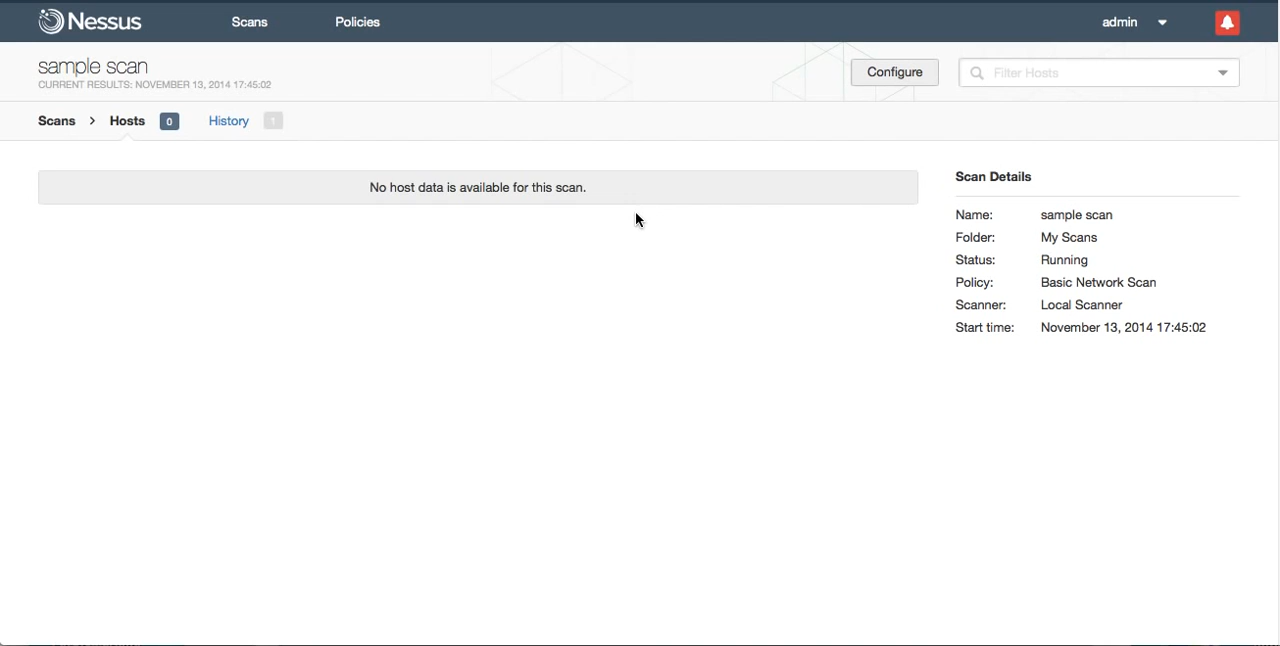 Nessus Scans Policies admin
sample scan
CURRENT RESULTS: NOVEMBER 13, 2014 17:45:02
Configure
Filter Hosts
Scans > Hosts 0 History 1
No host data is available for this scan.
Scan Details
Name: sample scan
Folder: My Scans
Status: Running
Policy: Basic Network Scan
Scanner: Local Scanner
Start time: November 13, 2014 17:45:02